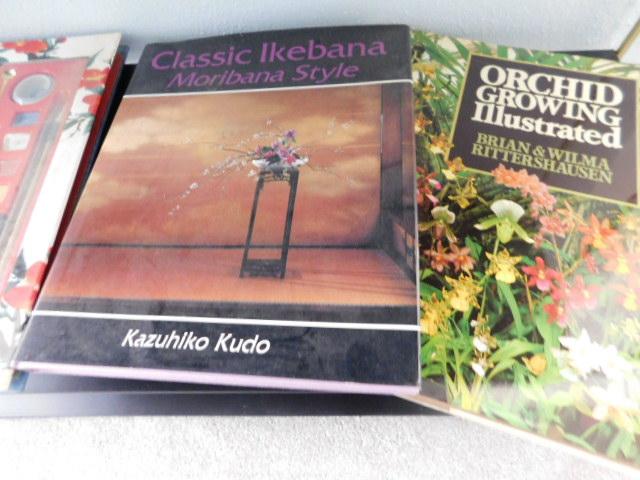 Classic Ikebana
Moribana Style
Kazuhiko Kudo
ORCHID
GROWING
Illustrated
BRIAN & WILMA
RITTERSHAUSEN